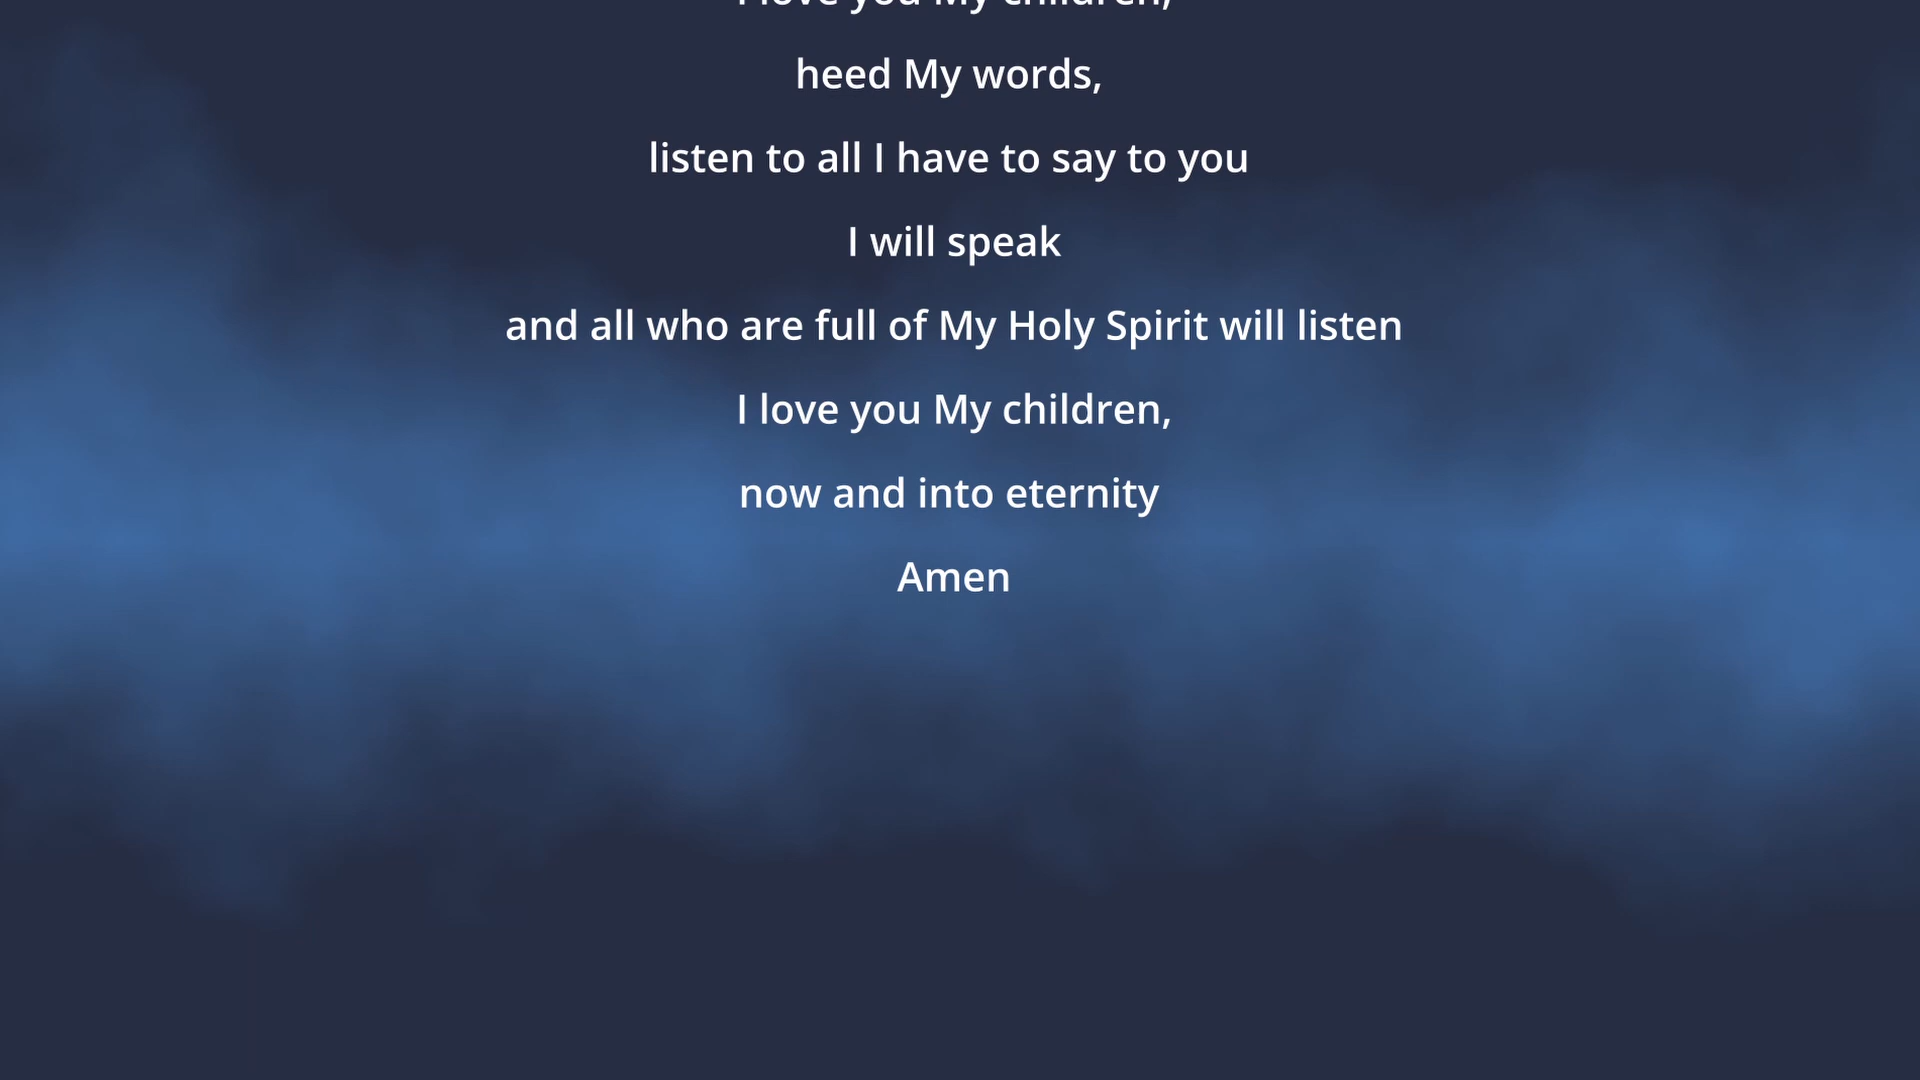 I love you My children,
heed My words,
listen to all I have to say to you
I will speak
and all who are full of My Holy Spirit will listen
I love you My children,
now and into eternity
Amen